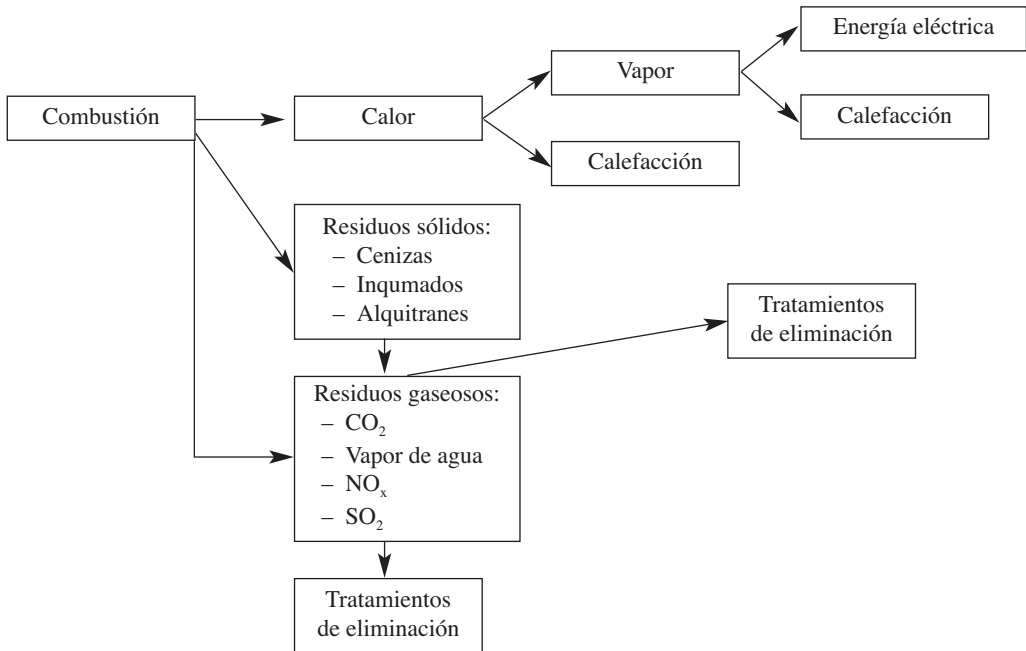 Energía eléctrica
Vapor
Combustión
Calor
Calefacción
Calefacción
Residuos sólidos:
– Cenizas
– Inqumados
– Alquitranes
Tratamientos
de eliminación
Residuos gaseosos:
– CO₂
– Vapor de agua
– NOₓ
– SO₂
Tratamientos
de eliminación